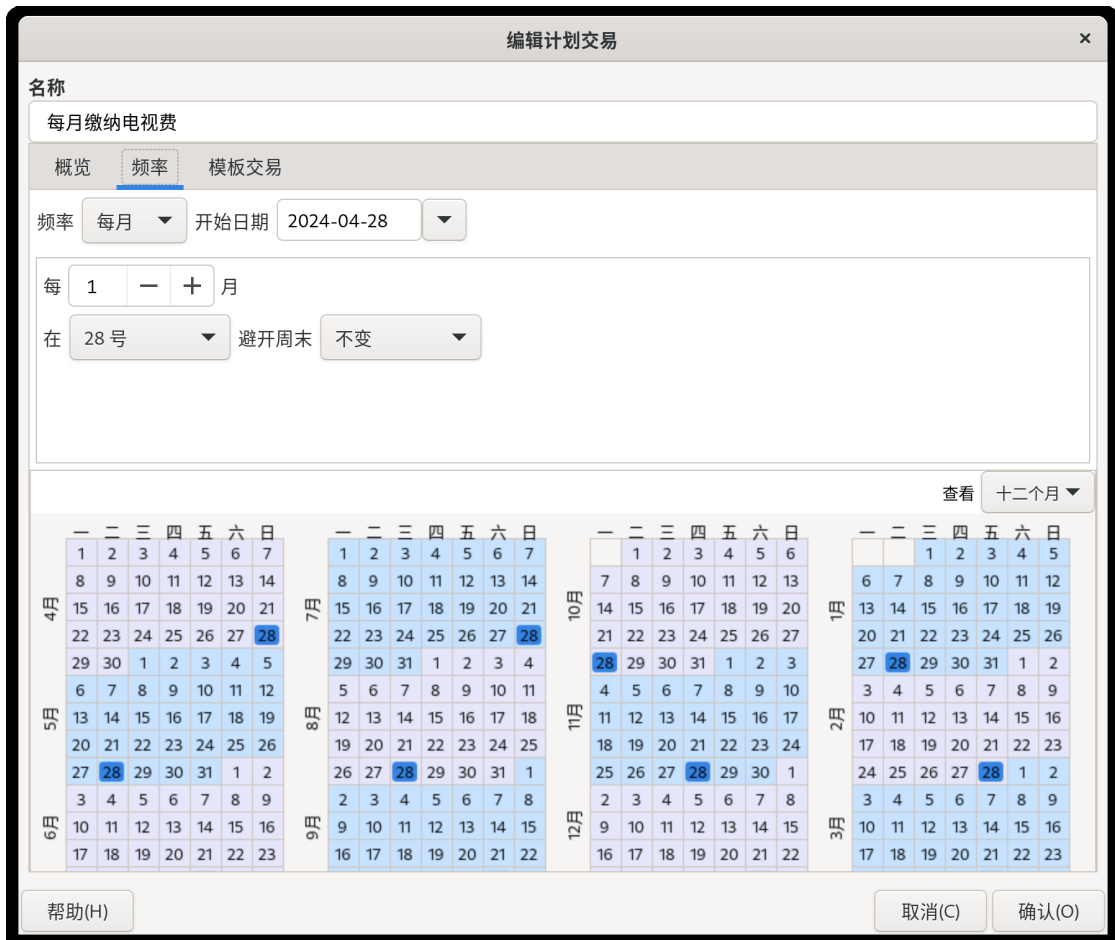 编辑计划交易 ×
名称
每月缴纳电视费
概览 频率 模板交易
频率 每月 开始日期 2024-04-28
每 1 月
在 28 号 避开周末 不变
查看 十二个月
一 二 三 四 五 六 日 一 二 三 四 五 六 日 一 二 三 四 五 六 日 一 二 三 四 五 六 日
1 2 3 4 5 6 7 1 2 3 4 5 6 7 1 2 3 4 5 6 1 2 3 4 5
8 9 10 11 12 13 14 8 9 10 11 12 13 14 7 8 9 10 11 12 13 6 7 8 9 10 11 12
4月 15 16 17 18 19 20 21 7月 15 16 17 18 19 20 21 10月 14 15 16 17 18 19 20 1月 13 14 15 16 17 18 19
22 23 24 25 26 27 28 22 23 24 25 26 27 28 21 22 23 24 25 26 27 20 21 22 23 24 25 26
29 30 1 2 3 4 5 29 30 31 1 2 3 4 28 29 30 31 1 2 3 27 28 29 30 31 1 2
6 7 8 9 10 11 12 5 6 7 8 9 10 11 4 5 6 7 8 9 10 3 4 5 6 7 8 9
5月 13 14 15 16 17 18 19 8月 12 13 14 15 16 17 18 11月 11 12 13 14 15 16 17 2月 10 11 12 13 14 15 16
20 21 22 23 24 25 26 19 20 21 22 23 24 25 18 19 20 21 22 23 24 17 18 19 20 21 22 23
27 28 29 30 31 1 2 26 27 28 29 30 31 1 25 26 27 28 29 30 1 24 25 26 27 28 1 2
3 4 5 6 7 8 9 2 3 4 5 6 7 8 2 3 4 5 6 7 8 3 4 5 6 7 8 9
6月 10 11 12 13 14 15 16 9月 9 10 11 12 13 14 15 12月 9 10 11 12 13 14 15 3月 10 11 12 13 14 15 16
17 18 19 20 21 22 23 16 17 18 19 20 21 22 16 17 18 19 20 21 22 17 18 19 20 21 22 23
帮助(H) 取消(C) 确认(O)